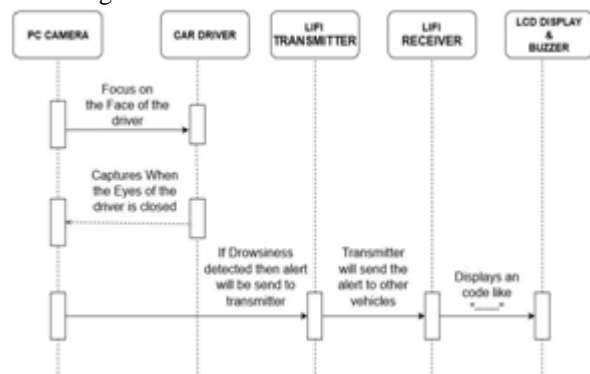 PC CAMERA
CAR DRIVER
LIFI
TRANSMITTER
LIFI
RECEIVER
LCD DISPLAY
&
BUZZER
Focus on
the Face of the
driver
Captures When
the Eyes of the
driver is closed
If Drowsiness
detected then alert
will be send to
transmitter
Transmitter
will send the
alert to other
vehicles
Displays an
code like
"____"